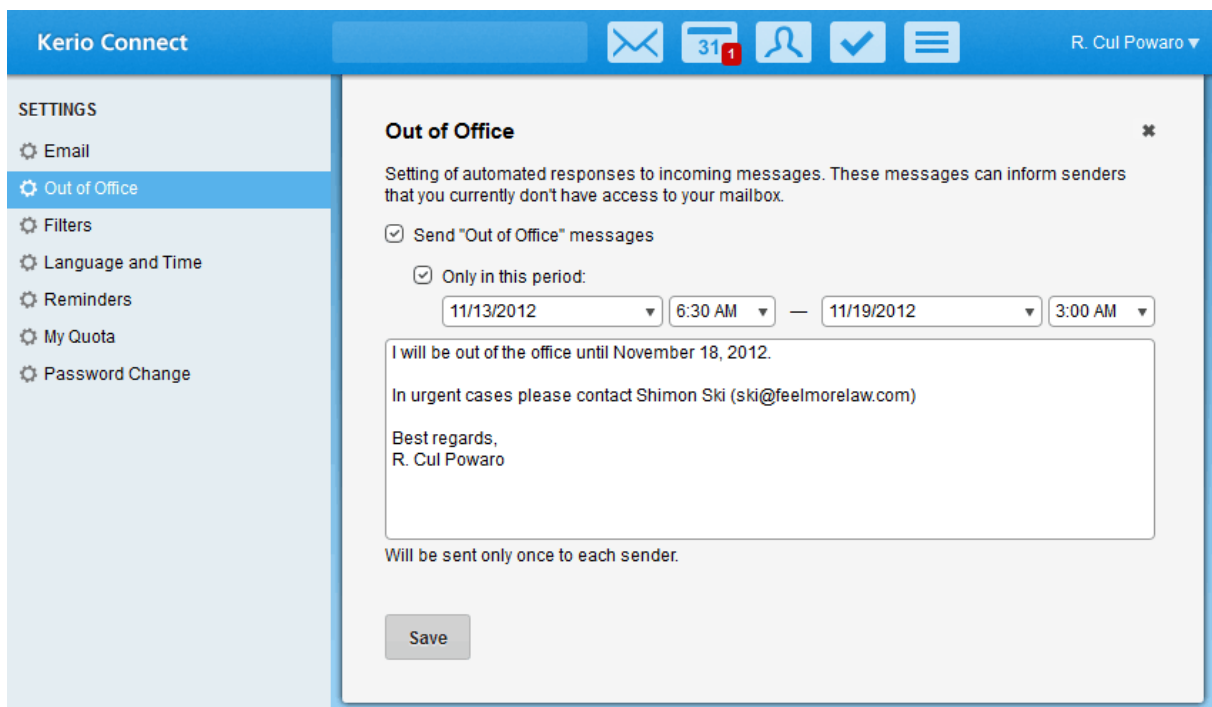 Kerio Connect
31
1
R. Cul Powaro
SETTINGS
Email
Out of Office
Filters
Language and Time
Reminders
My Quota
Password Change
Out of Office
Setting of automated responses to incoming messages. These messages can inform senders
that you currently don't have access to your mailbox.
Send "Out of Office" messages
Only in this period:
11/13/2012 6:30 AM — 11/19/2012 3:00 AM
I will be out of the office until November 18, 2012.
In urgent cases please contact Shimon Ski (ski@feelmorelaw.com)
Best regards,
R. Cul Powaro
Will be sent only once to each sender.
Save